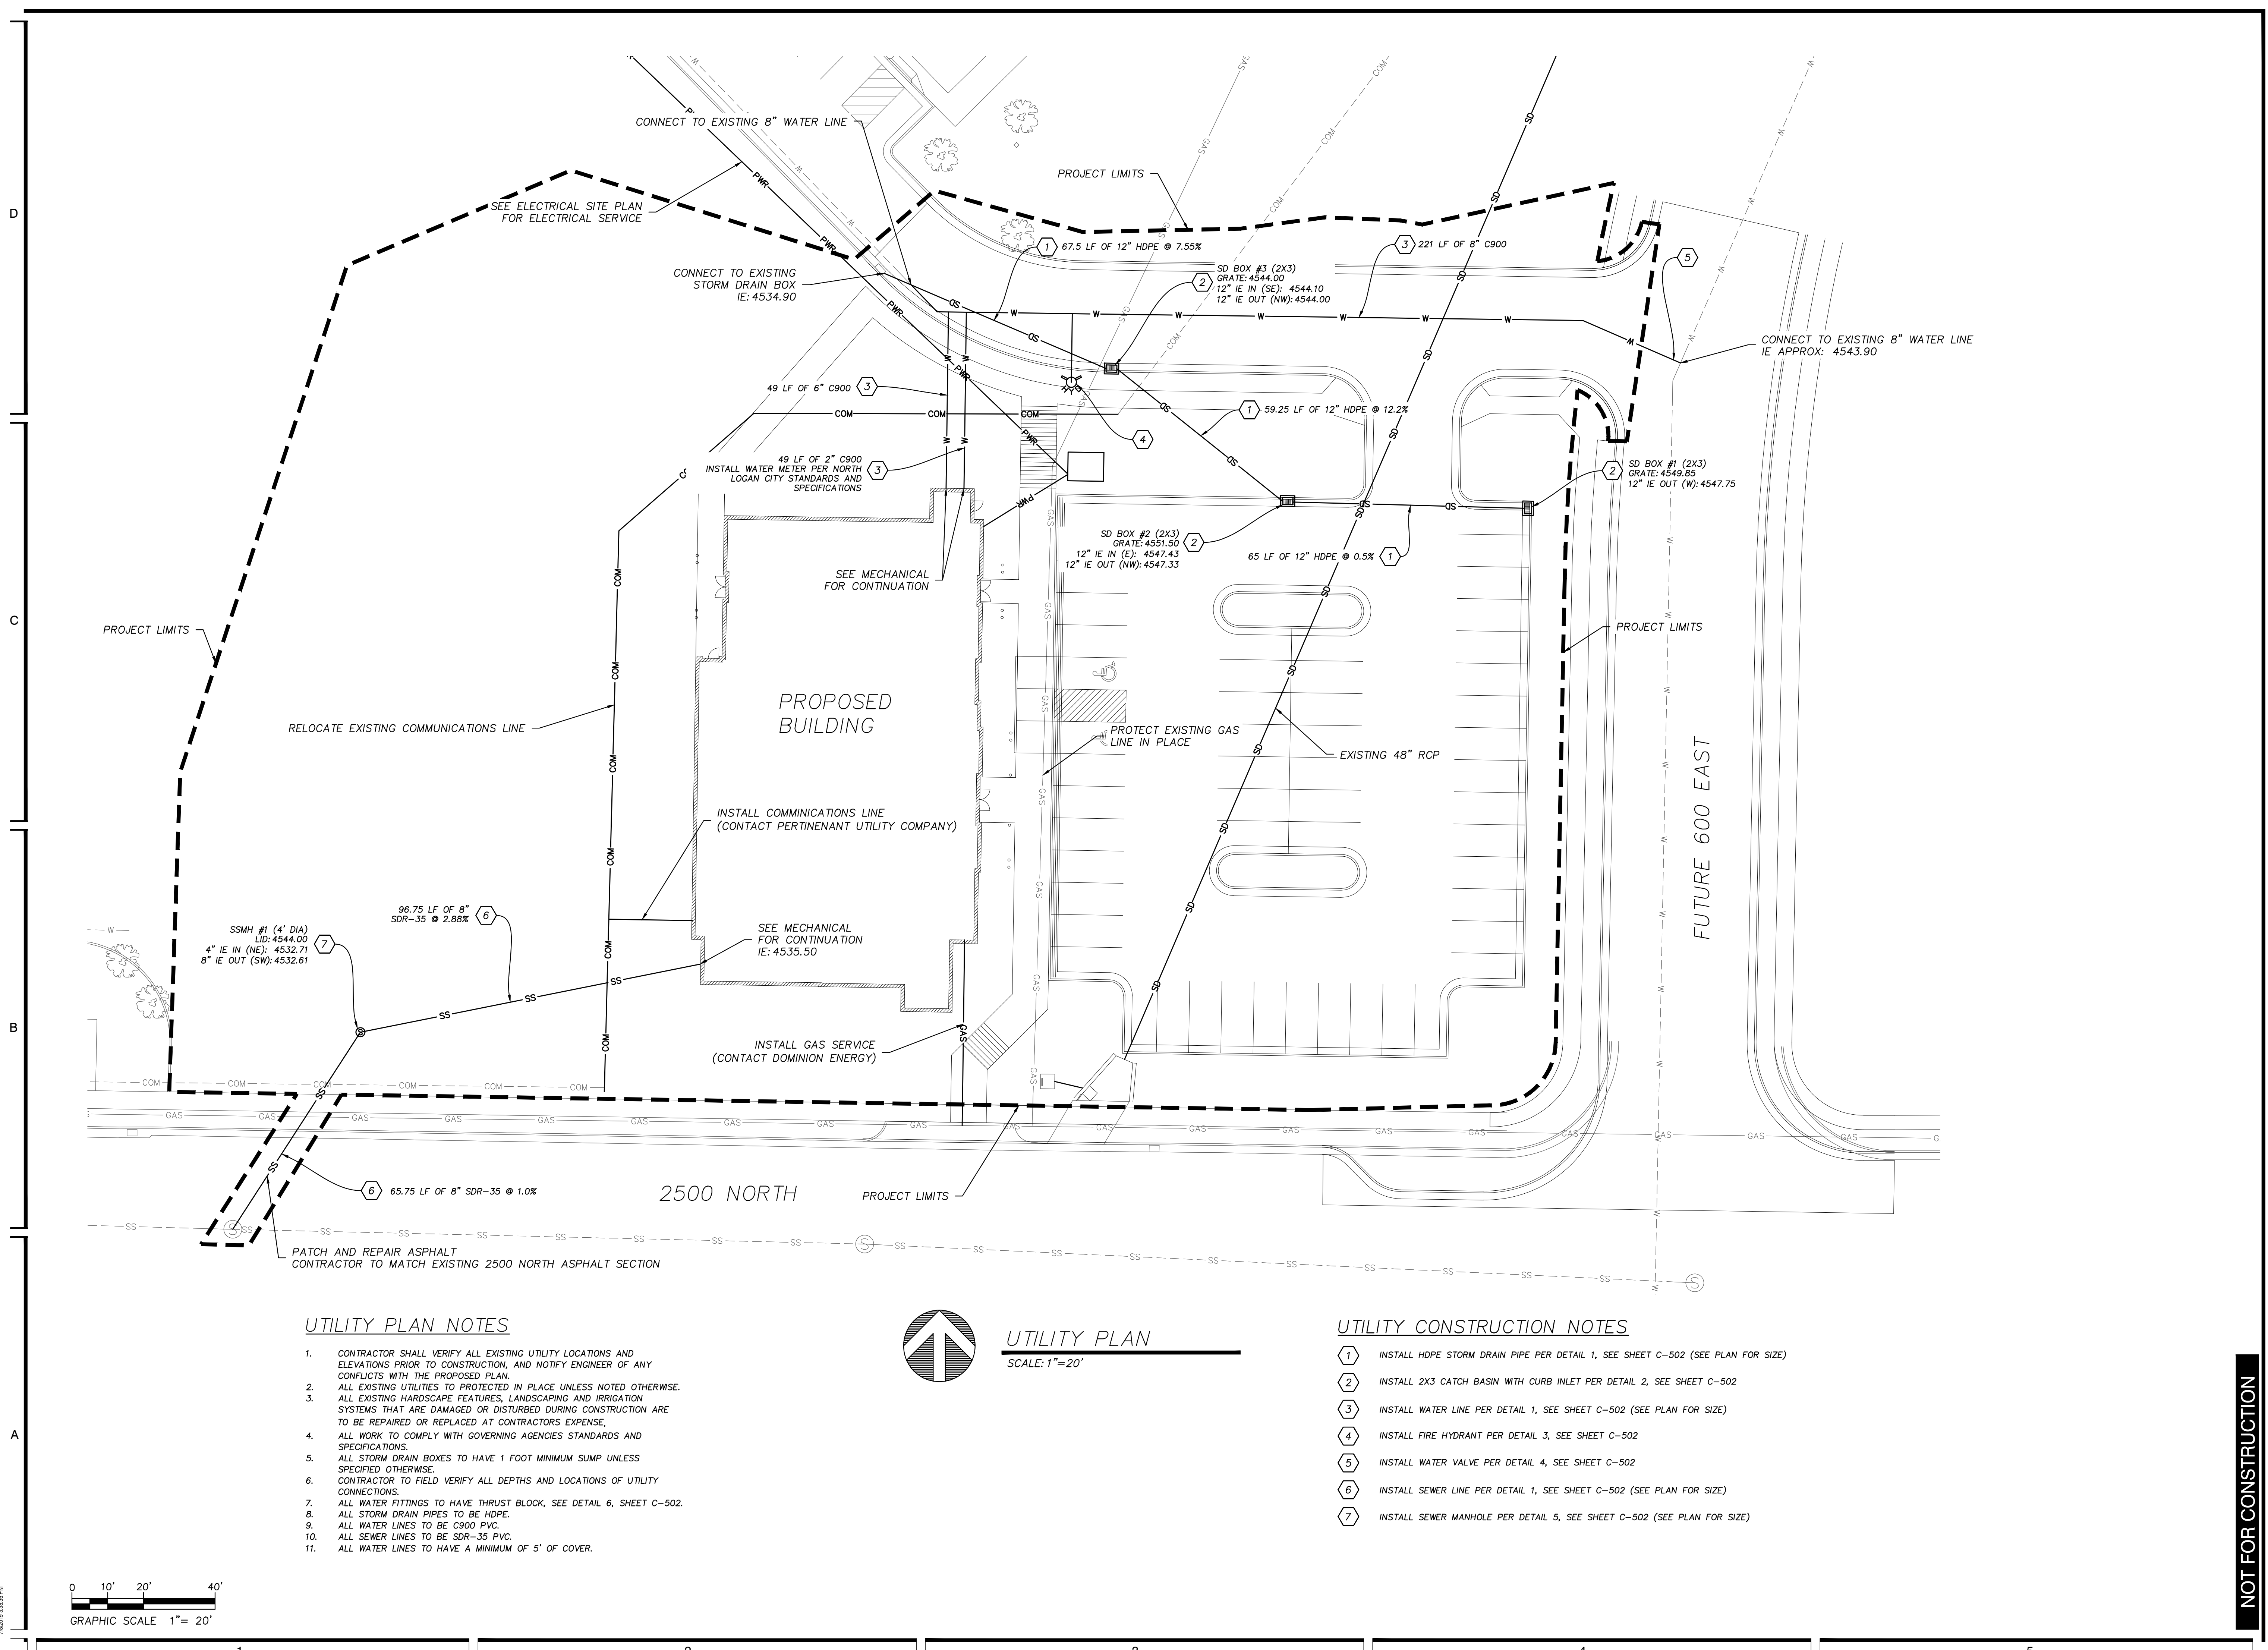 CONNECT TO EXISTING 8" WATER LINE
PROJECT LIMITS
SEE ELECTRICAL SITE PLAN
FOR ELECTRICAL SERVICE
1 67.5 LF OF 12" HDPE @ 7.55%
3 221 LF OF 8" C900
5
CONNECT TO EXISTING
STORM DRAIN BOX
IE: 4534.90
2
SD BOX #3 (2X3)
GRATE: 4544.00
12" IE IN (SE): 4544.10
12" IE OUT (NW): 4544.00
CONNECT TO EXISTING 8" WATER LINE
IE APPROX: 4543.90
49 LF OF 6" C900 3
1 59.25 LF OF 12" HDPE @ 12.2%
4
49 LF OF 2" C900
INSTALL WATER METER PER NORTH
LOGAN CITY STANDARDS AND
SPECIFICATIONS
3
2
SD BOX #1 (2X3)
GRATE: 4549.85
12" IE OUT (W): 4547.75
SD BOX #2 (2X3)
GRATE: 4551.50
12" IE IN (E): 4547.43
12" IE OUT (NW): 4547.33
2
65 LF OF 12" HDPE @ 0.5% 1
SEE MECHANICAL
FOR CONTINUATION
PROJECT LIMITS
PROJECT LIMITS
PROPOSED
BUILDING
RELOCATE EXISTING COMMUNICATIONS LINE
PROTECT EXISTING GAS
LINE IN PLACE
EXISTING 48" RCP
FUTURE 600 EAST
INSTALL COMMINICATIONS LINE
(CONTACT PERTINENANT UTILITY COMPANY)
96.75 LF OF 8"
SDR-35 @ 2.88%
6
SSMH #1 (4' DIA)
LID: 4544.00
4" IE IN (NE): 4532.71
8" IE OUT (SW): 4532.61
7
SEE MECHANICAL
FOR CONTINUATION
IE: 4535.50
INSTALL GAS SERVICE
(CONTACT DOMINION ENERGY)
6 65.75 LF OF 8" SDR-35 @ 1.0%
2500 NORTH
PROJECT LIMITS
PATCH AND REPAIR ASPHALT
CONTRACTOR TO MATCH EXISTING 2500 NORTH ASPHALT SECTION
UTILITY PLAN NOTES
1. CONTRACTOR SHALL VERIFY ALL EXISTING UTILITY LOCATIONS AND
ELEVATIONS PRIOR TO CONSTRUCTION, AND NOTIFY ENGINEER OF ANY
CONFLICTS WITH THE PROPOSED PLAN.
2. ALL EXISTING UTILITIES TO PROTECTED IN PLACE UNLESS NOTED OTHERWISE.
3. ALL EXISTING HARDSCAPE FEATURES, LANDSCAPING AND IRRIGATION
SYSTEMS THAT ARE DAMAGED OR DISTURBED DURING CONSTRUCTION ARE
TO BE REPAIRED OR REPLACED AT CONTRACTORS EXPENSE.
4. ALL WORK TO COMPLY WITH GOVERNING AGENCIES STANDARDS AND
SPECIFICATIONS.
5. ALL STORM DRAIN BOXES TO HAVE 1 FOOT MINIMUM SUMP UNLESS
SPECIFIED OTHERWISE.
6. CONTRACTOR TO FIELD VERIFY ALL DEPTHS AND LOCATIONS OF UTILITY
CONNECTIONS.
7. ALL WATER FITTINGS TO HAVE THRUST BLOCK, SEE DETAIL 6, SHEET C-502.
8. ALL STORM DRAIN PIPES TO BE HDPE.
9. ALL WATER LINES TO BE C900 PVC.
10. ALL SEWER LINES TO BE SDR-35 PVC.
11. ALL WATER LINES TO HAVE A MINIMUM OF 5' OF COVER.
UTILITY PLAN
SCALE: 1"=20'
UTILITY CONSTRUCTION NOTES
1 INSTALL HDPE STORM DRAIN PIPE PER DETAIL 1, SEE SHEET C-502 (SEE PLAN FOR SIZE)
2 INSTALL 2X3 CATCH BASIN WITH CURB INLET PER DETAIL 2, SEE SHEET C-502
3 INSTALL WATER LINE PER DETAIL 1, SEE SHEET C-502 (SEE PLAN FOR SIZE)
4 INSTALL FIRE HYDRANT PER DETAIL 3, SEE SHEET C-502
5 INSTALL WATER VALVE PER DETAIL 4, SEE SHEET C-502
6 INSTALL SEWER LINE PER DETAIL 1, SEE SHEET C-502 (SEE PLAN FOR SIZE)
7 INSTALL SEWER MANHOLE PER DETAIL 5, SEE SHEET C-502 (SEE PLAN FOR SIZE)
0 10' 20' 40'
GRAPHIC SCALE 1"= 20'
NOT FOR CONSTRUCTION
D
C
B
A